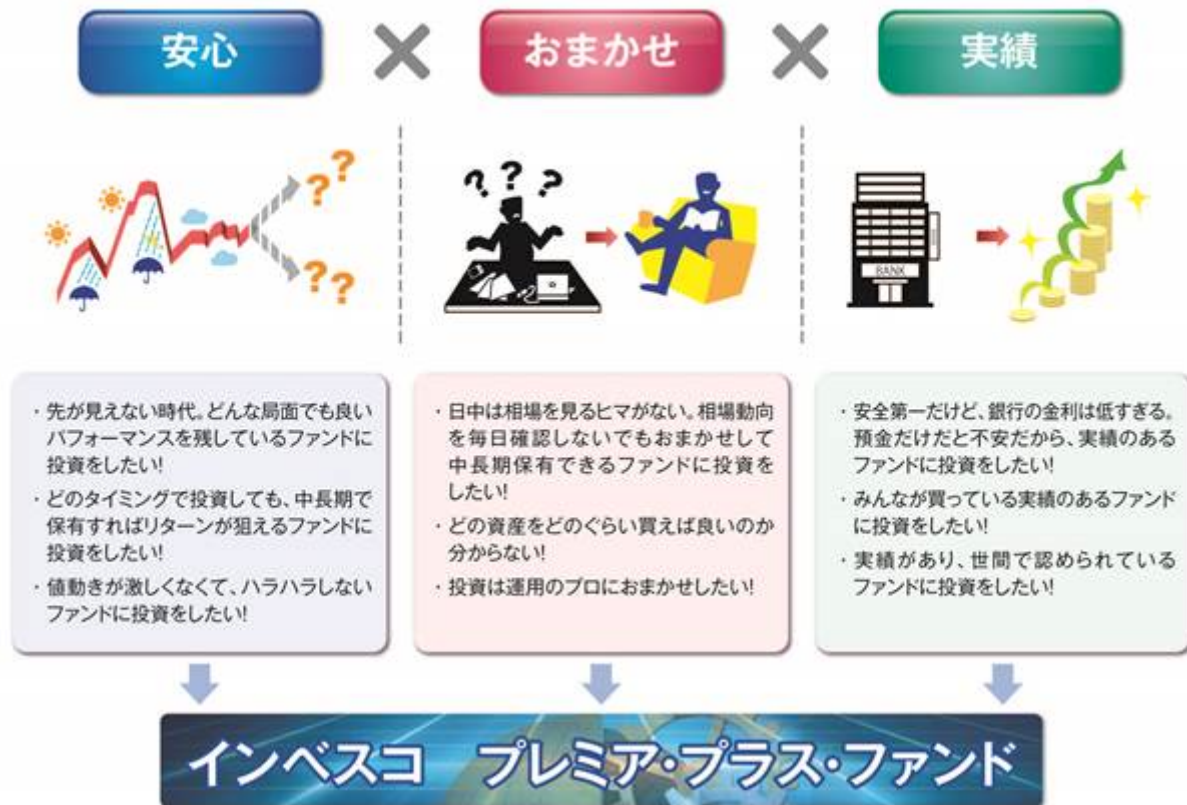 安心 × おまかせ × 実績
? ?
? ?
? ? ?
BANK
・先が見えない時代。どんな局面でも良い
パフォーマンスを残しているファンドに
投資をしたい!
・どのタイミングで投資しても、中長期で
保有すればリターンが狙えるファンドに
投資をしたい!
・値動きが激しくなくて、ハラハラしない
ファンドに投資をしたい!
・日中は相場を見るヒマがない。相場動向
を毎日確認しないでもおまかせして
中長期保有できるファンドに投資を
したい!
・どの資産をどのぐらい買えば良いのか
分からない!
・投資は運用のプロにおまかせしたい!
・安全第一だけど、銀行の金利は低すぎる。
預金だけだと不安だから、実績のある
ファンドに投資をしたい!
・みんなが買っている実績のあるファンド
に投資をしたい!
・実績があり、世間で認められている
ファンドに投資をしたい!
インベスコ プレミア・プラス・ファンド